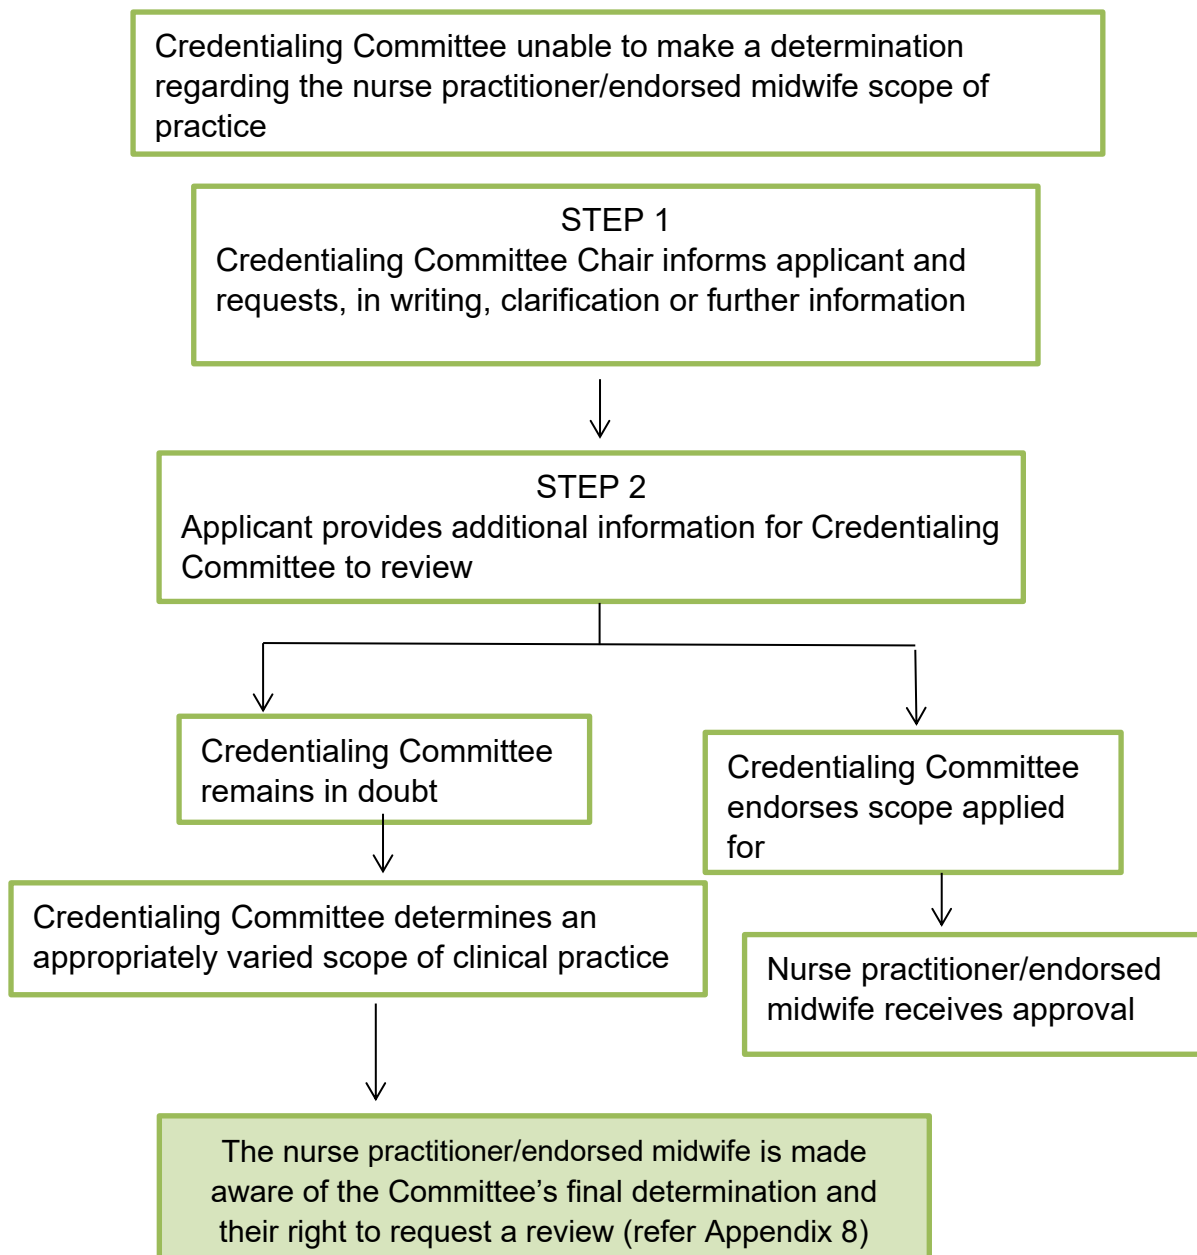 Credentialing Committee unable to make a determination
regarding the nurse practitioner/endorsed midwife scope of
practice
STEP 1
Credentialing Committee Chair informs applicant and
requests, in writing, clarification or further information
STEP 2
Applicant provides additional information for Credentialing
Committee to review
Credentialing Committee
remains in doubt
Credentialing Committee
endorses scope applied
for
Credentialing Committee determines an
appropriately varied scope of clinical practice
Nurse practitioner/endorsed
midwife receives approval
The nurse practitioner/endorsed midwife is made
aware of the Committee’s final determination and
their right to request a review (refer Appendix 8)